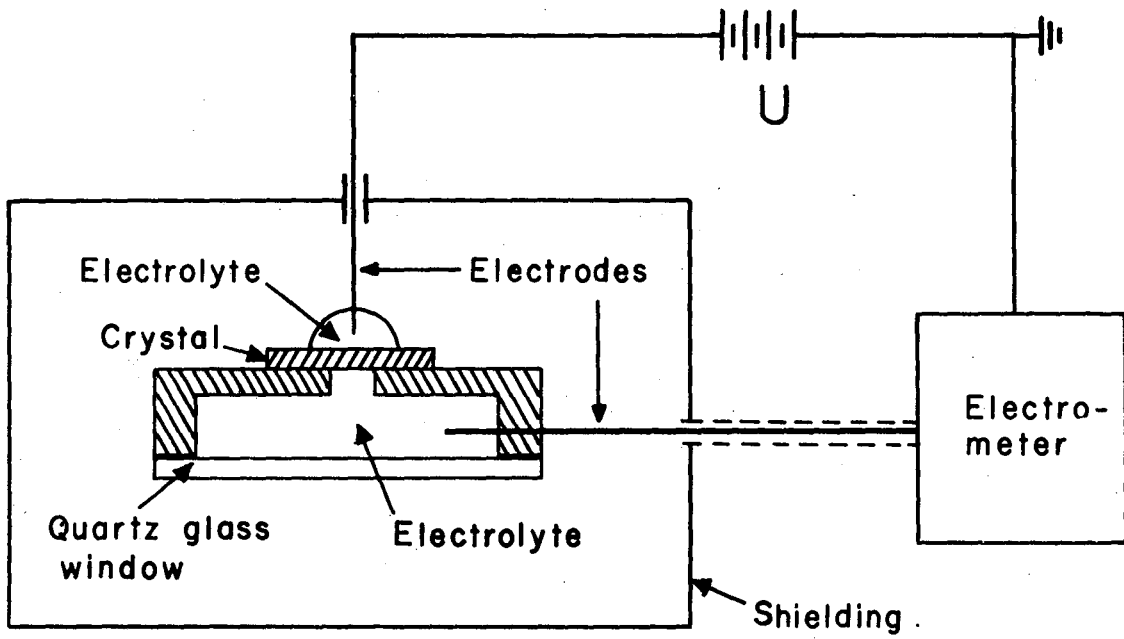 U
Electrolyte
Electrodes
Crystal
Electro-
meter
Quartz glass
window
Electrolyte
Shielding.